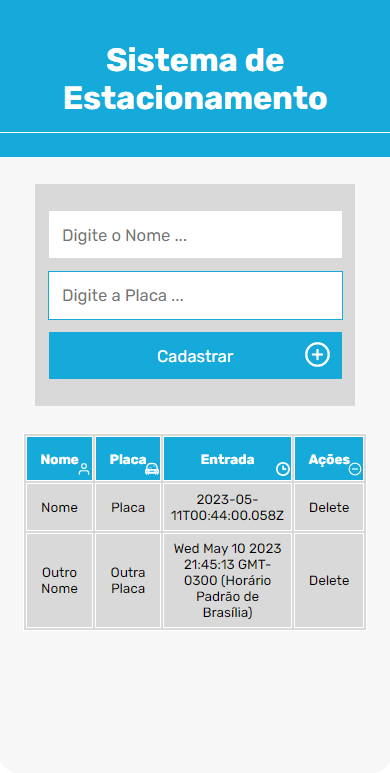 Sistema de
Estacionamento
Digite o Nome ...
Digite a Placa ...
Cadastrar
Nome Placa Entrada Ações
Nome Placa 2023-05-
11T00:44:00.058Z Delete
Outro
Nome Outra
Placa Wed May 10 2023
21:45:13 GMT-
0300 (Horário
Padrão de
Brasília) Delete